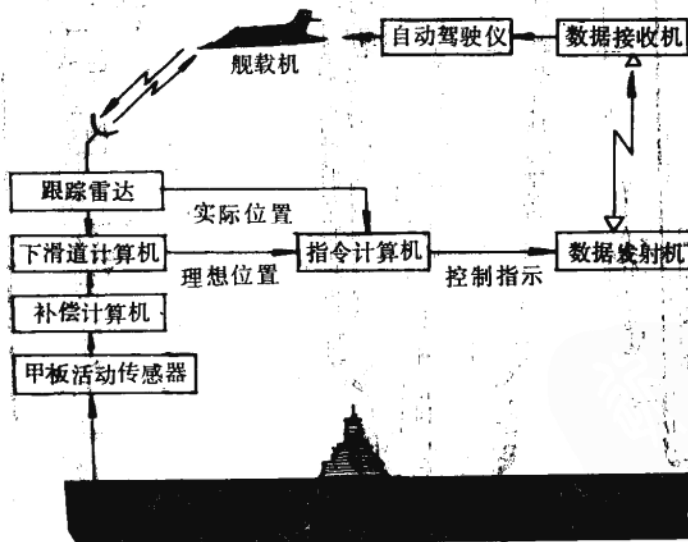 自动驾驶仪
数据接收机
舰载机
跟踪雷达
实际位置
下滑道计算机
理想位置
指令计算机
控制指示
数据发射机
补偿计算机
甲板活动传感器